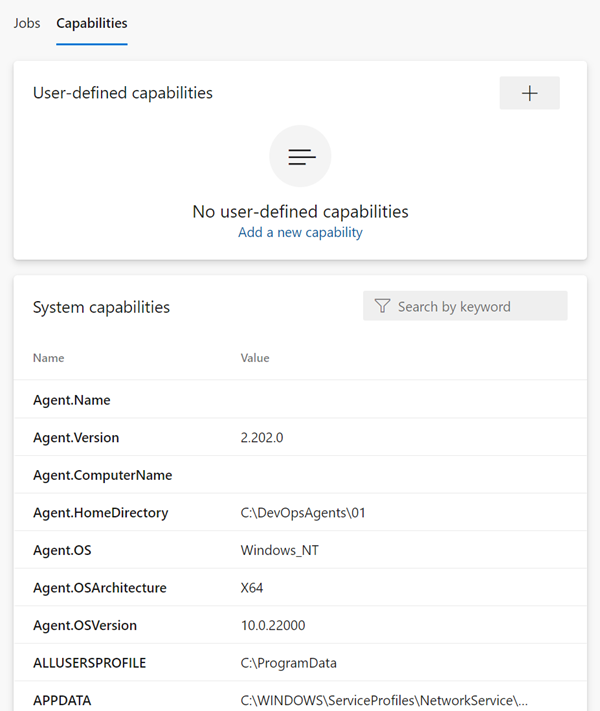 Jobs Capabilities
User-defined capabilities
No user-defined capabilities
Add a new capability
System capabilities Search by keyword
Name Value
Agent.Name
Agent.Version 2.202.0
Agent.ComputerName
Agent.HomeDirectory C:\DevOpsAgents\01
Agent.OS Windows_NT
Agent.OSArchitecture X64
Agent.OSVersion 10.0.22000
ALLUSERSPROFILE C:\ProgramData
APPDATA C:\WINDOWS\ServiceProfiles\NetworkService\...